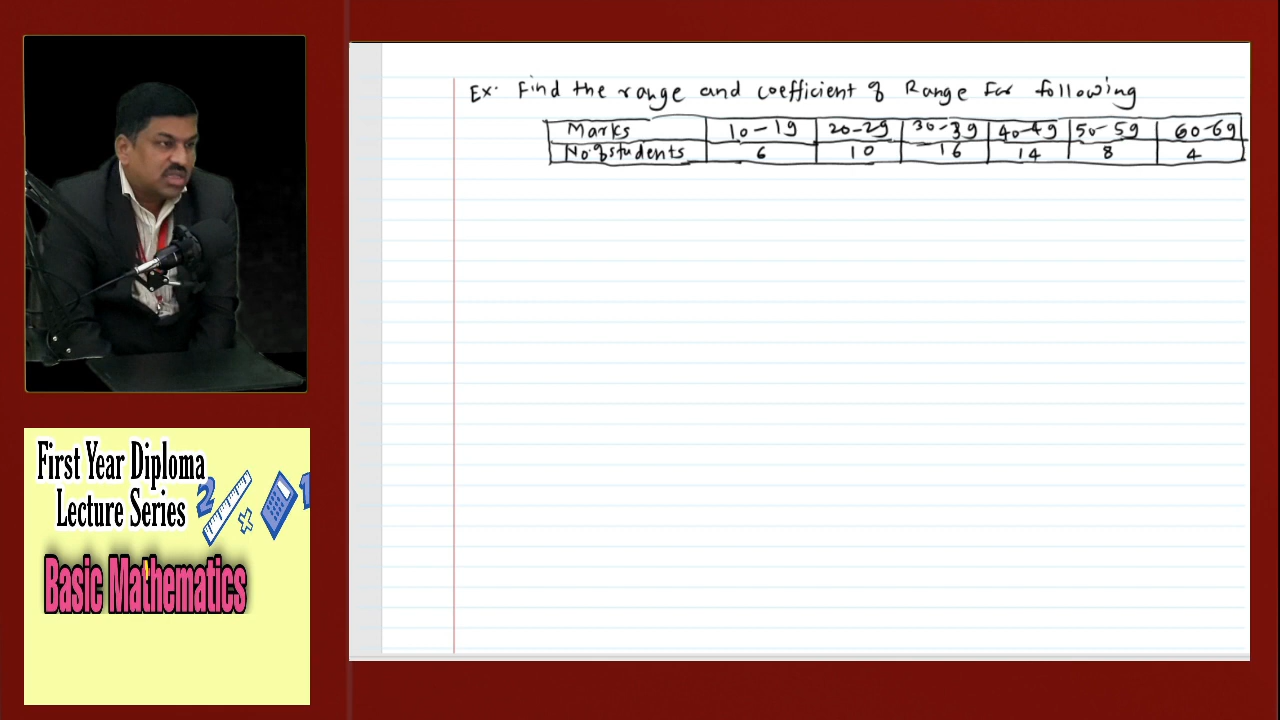 Ex. Find the range and coefficient of Range for following
Marks 10-19 20-29 30-39 40-49 50-59 60-69
No of students 6 10 16 14 8 4
First Year Diploma
Lecture Series
2 x 1
Basic Mathematics